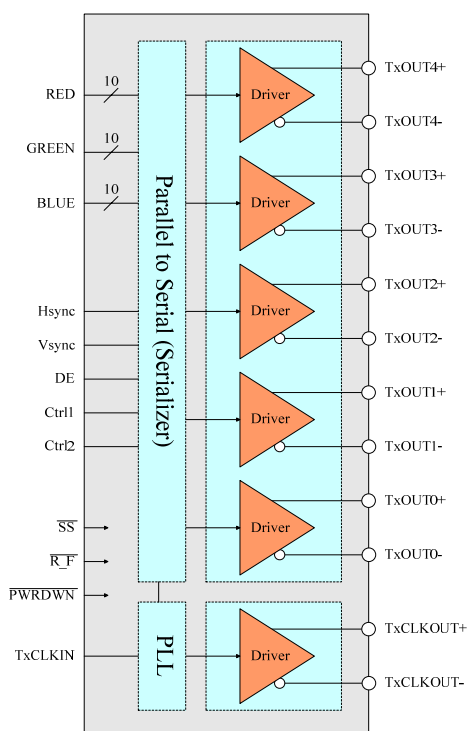 10
RED
10
GREEN
10
BLUE
Hsync
Vsync
DE
Ctrl1
Ctrl2
SS
R_F
PWRDWN
TxCLKIN
Parallel to Serial (Serializer)
PLL
Driver
Driver
Driver
Driver
Driver
Driver
TxOUT4+
TxOUT4-
TxOUT3+
TxOUT3-
TxOUT2+
TxOUT2-
TxOUT1+
TxOUT1-
TxOUT0+
TxOUT0-
TxCLKOUT+
TxCLKOUT-